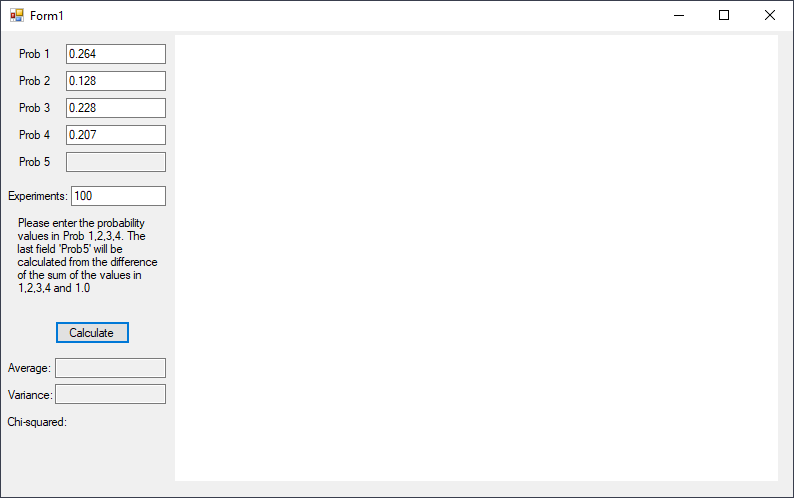 Form1
Prob 1 0.264
Prob 2 0.128
Prob 3 0.228
Prob 4 0.207
Prob 5
Experiments: 100
Please enter the probability
values in Prob 1,2,3,4. The
last field 'Prob5' will be
calculated from the difference
of the sum of the values in
1,2,3,4 and 1.0
Calculate
Average:
Variance:
Chi-squared: